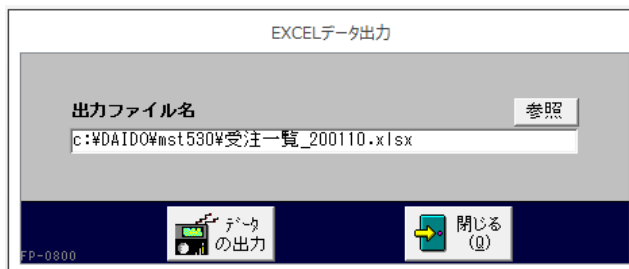 EXCELデータ出力
出力ファイル名
参照
c:¥DAIDO¥mst530¥受注一覧_200110.xlsx
データ
の出力
閉じる
(Q)
FP-0800